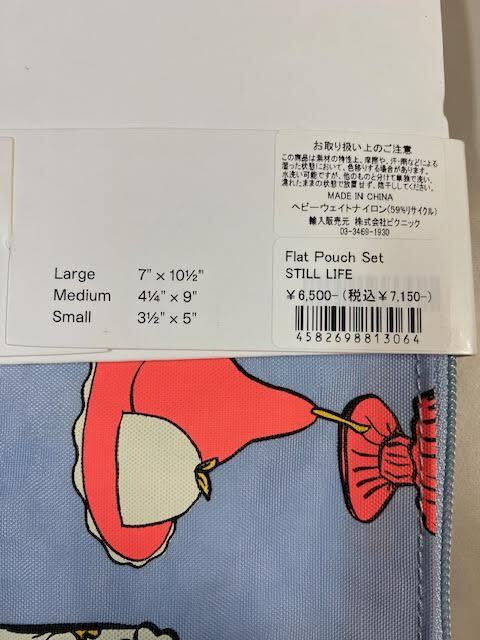 お取り扱い上のご注意
この商品は素材の特性上、摩擦や、汗・雨などによる
湿った状態において、色移りする場合があります。
水洗い可能ですが、他のものと分けて単独で洗い、
濡れたままの状態で放置せず、陰干ししてください。
MADE IN CHINA
ヘビーウェイトナイロン(59%リサイクル)
輸入販売元 株式会社ピクニック
03-3469-1930
Flat Pouch Set
STILL LIFE
¥6,500-(税込¥7,150-)
4582698813064
Large 7" × 10½"
Medium 4¼" × 9"
Small 3½" × 5"